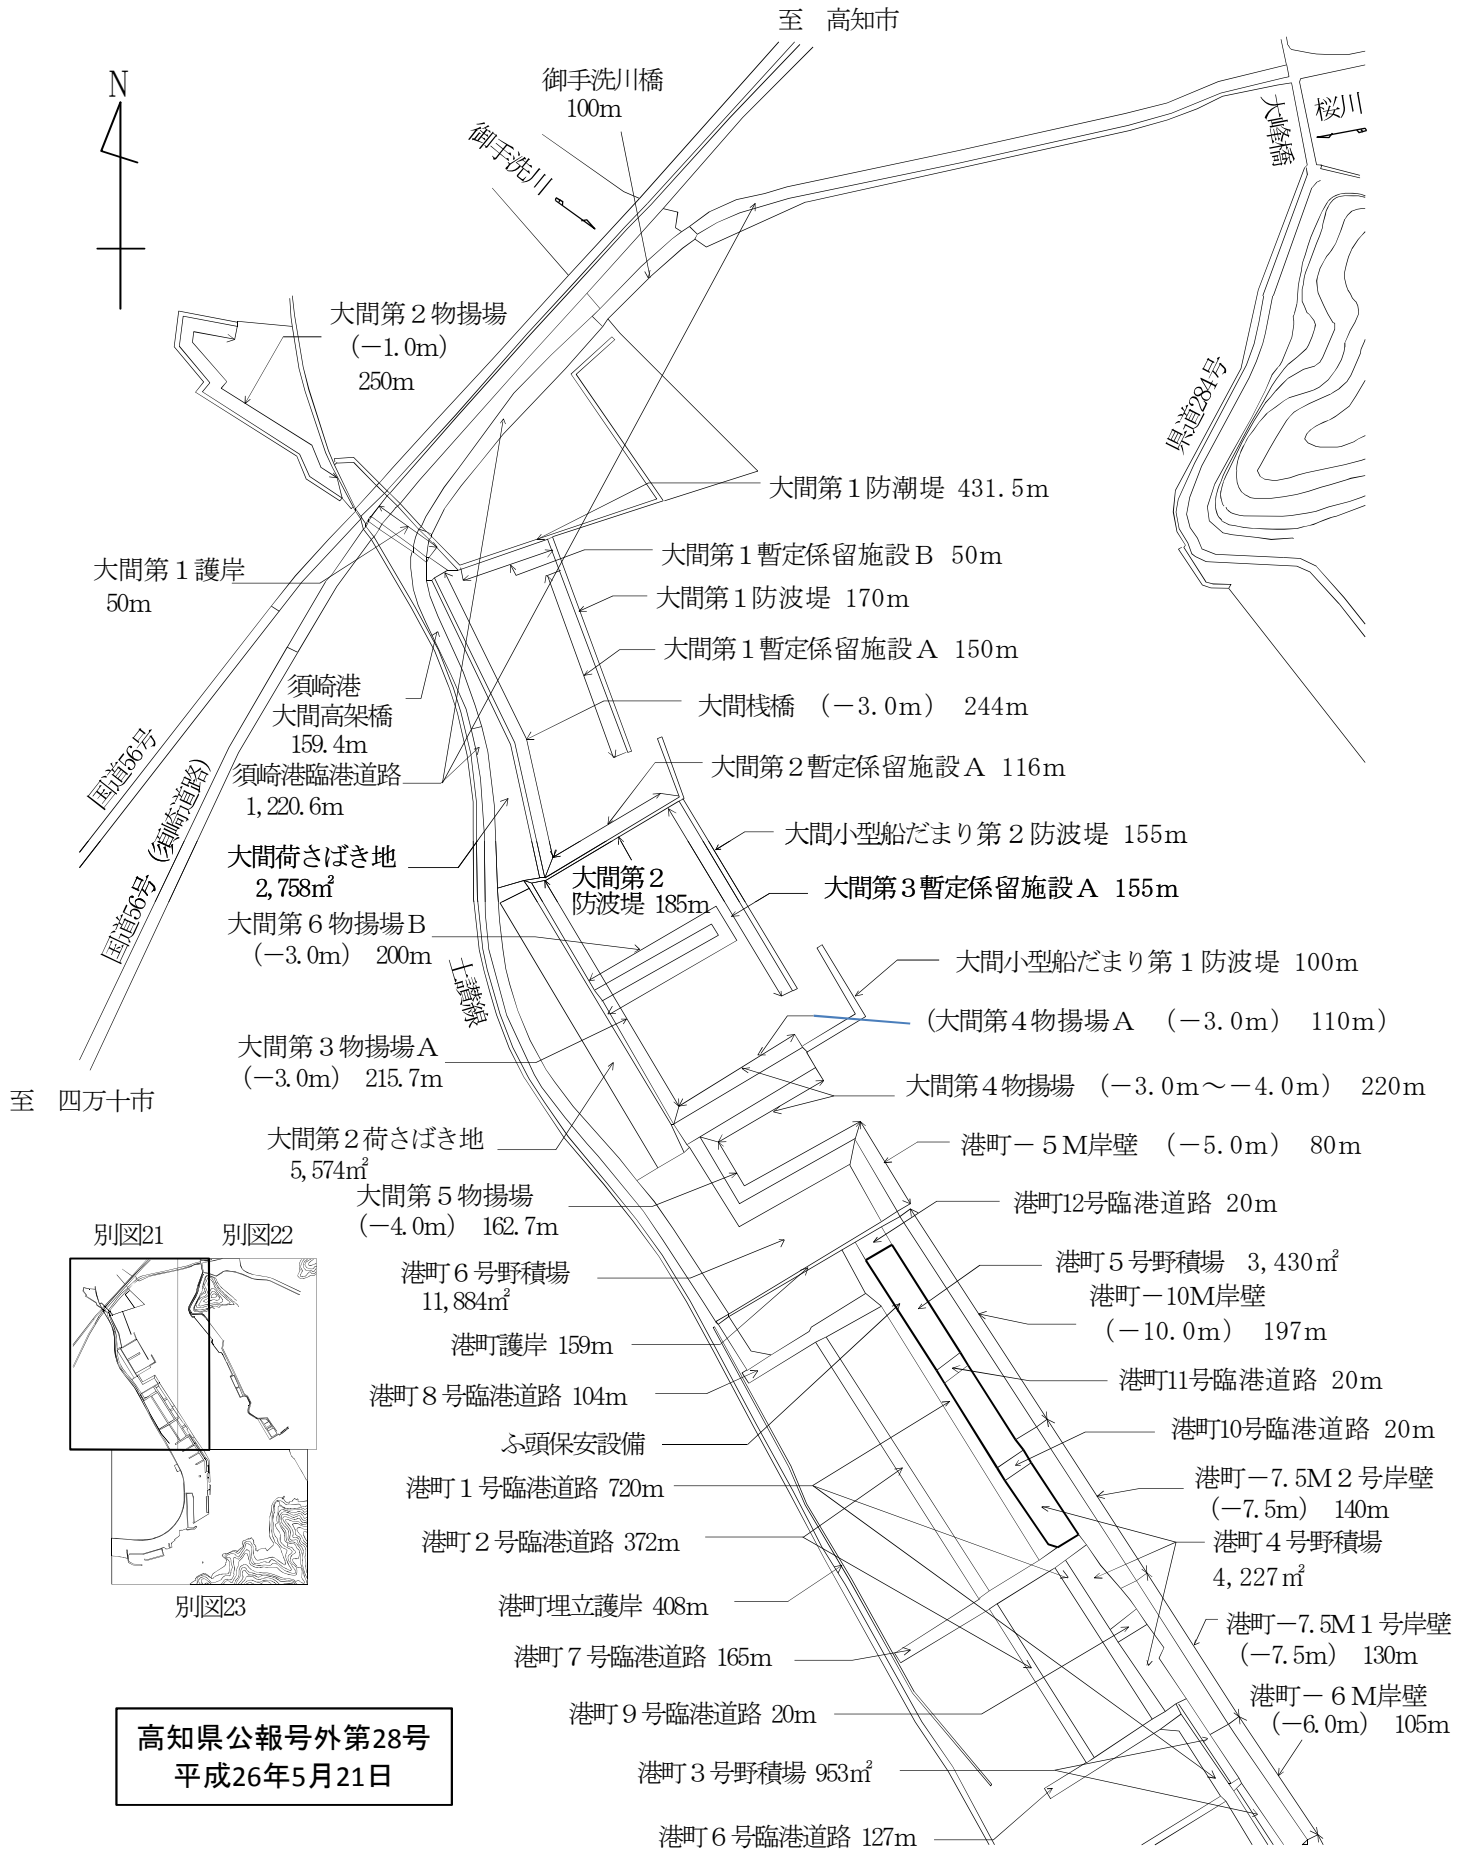 至　高知市
N
御手洗川橋
100m
御手洗川
大峰橋
桜川
大間第２物揚場
(－1.0m)
250m
県道284号
大間第１防潮堤 431.5m
大間第１護岸
50m
大間第１暫定係留施設Ｂ 50m
大間第１防波堤 170m
大間第１暫定係留施設Ａ 150m
須崎港
大間高架橋
159.4m
大間桟橋 （－3.0m） 244m
国道56号
須崎港臨港道路
1,220.6m
大間第２暫定係留施設Ａ 116m
国道56号 (須崎道路)
大間小型船だまり第２防波堤 155m
大間荷さばき地
2,758㎡
大間第２
防波堤 185m
大間第３暫定係留施設Ａ 155m
大間第６物揚場Ｂ
(－3.0m) 200m
土讃線
大間小型船だまり第１防波堤 100m
(大間第４物揚場Ａ （－3.0m） 110m)
大間第３物揚場Ａ
(－3.0m) 215.7m
大間第４物揚場 （－3.0m～－4.0m） 220m
至　四万十市
大間第２荷さばき地
5,574㎡
港町－５Ｍ岸壁 （－5.0m） 80m
大間第５物揚場
(－4.0m) 162.7m
港町12号臨港道路 20m
別図21
別図22
港町６号野積場
11,884㎡
港町５号野積場 3,430㎡
港町－10M岸壁
（－10.0m） 197m
港町護岸 159m
港町８号臨港道路 104m
港町11号臨港道路 20m
ふ頭保安設備
港町10号臨港道路 20m
港町１号臨港道路 720m
港町－7.5M２号岸壁
(－7.5m) 140m
港町２号臨港道路 372m
港町４号野積場
4,227㎡
別図23
港町埋立護岸 408m
港町－7.5M１号岸壁
(－7.5m) 130m
港町７号臨港道路 165m
港町－６Ｍ岸壁
(－6.0m) 105m
港町９号臨港道路 20m
高知県公報号外第28号
平成26年5月21日
港町３号野積場 953㎡
港町６号臨港道路 127m